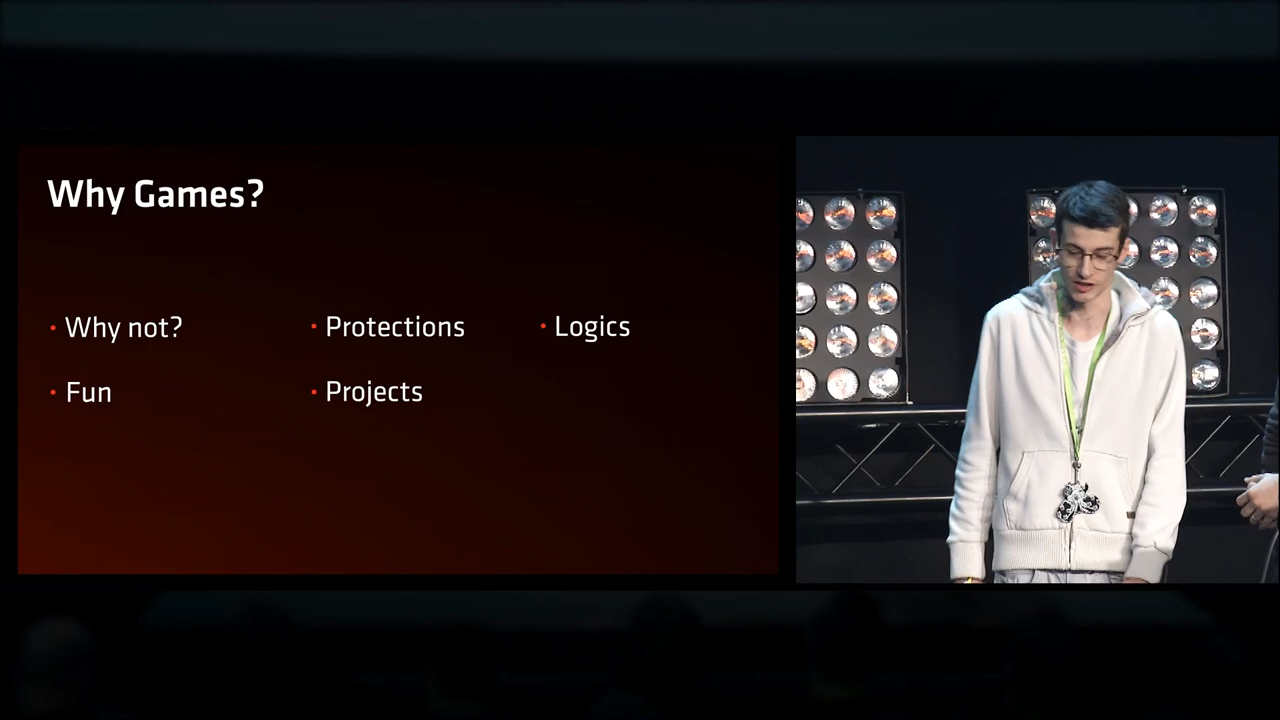 Why Games?
• Why not?
• Fun
• Protections
• Projects
• Logics